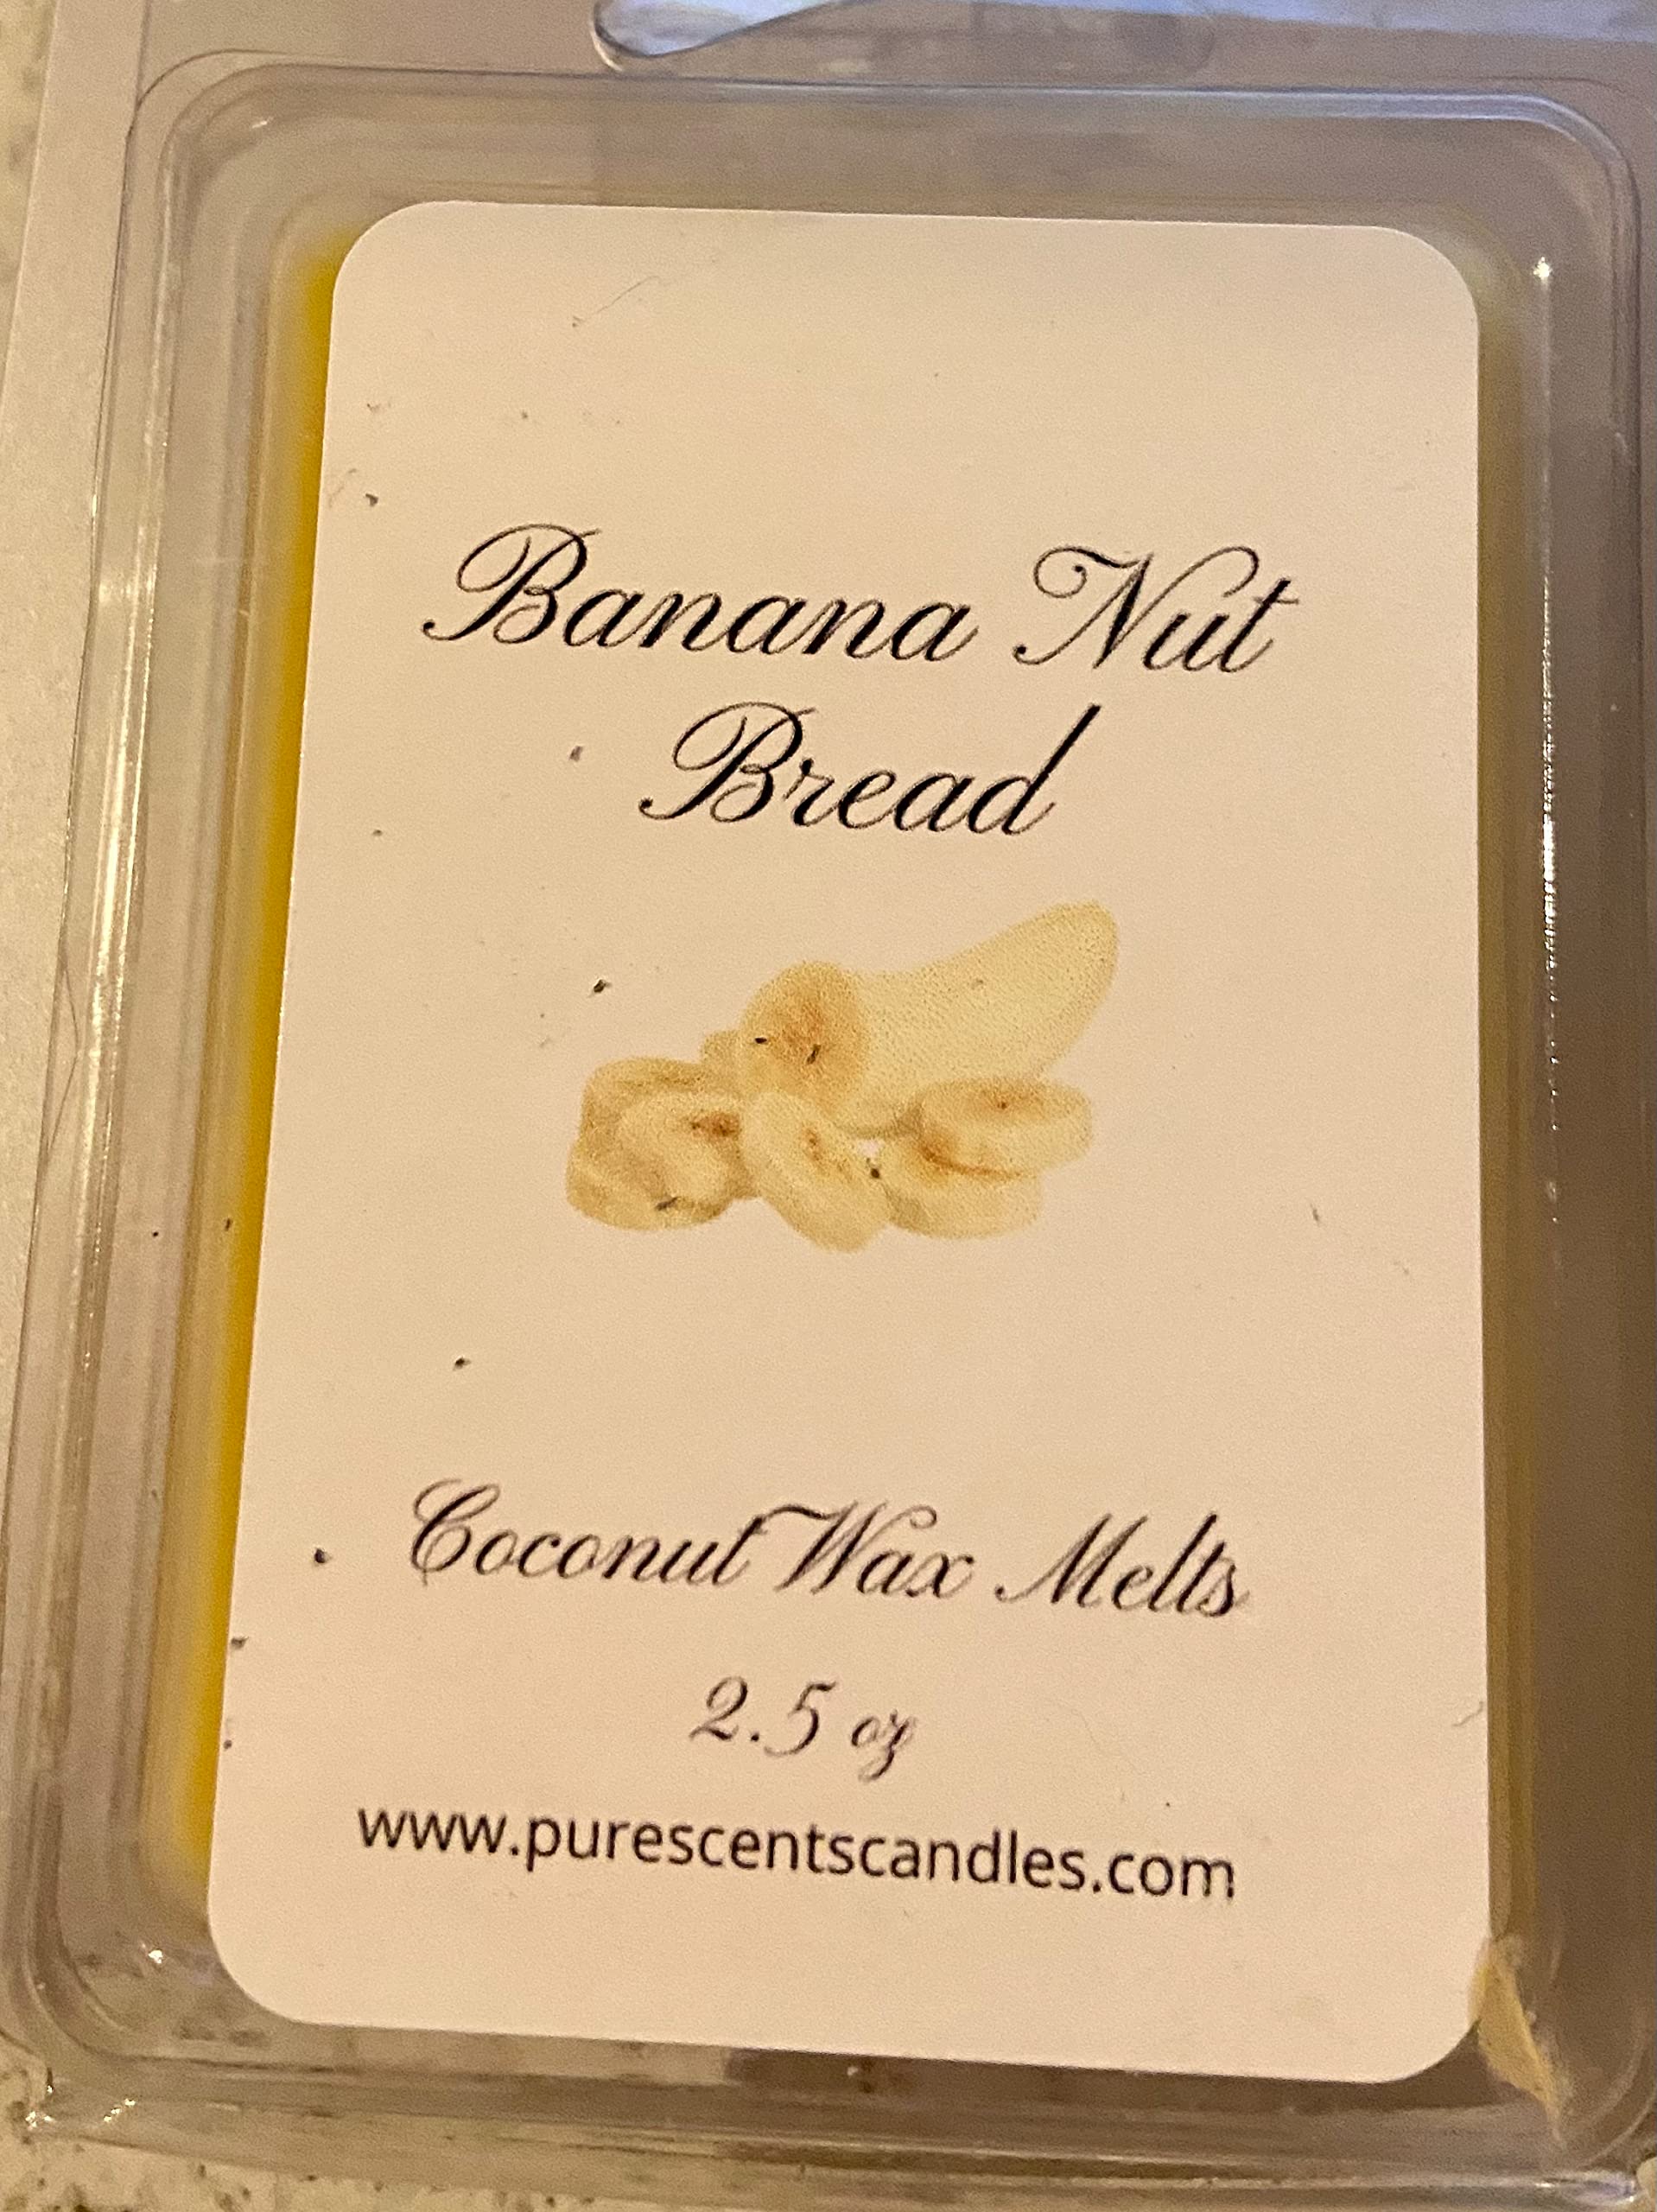 Banana Nut
Bread
Coconut Wax Melts
2.5 oz
www.purescentscandles.com